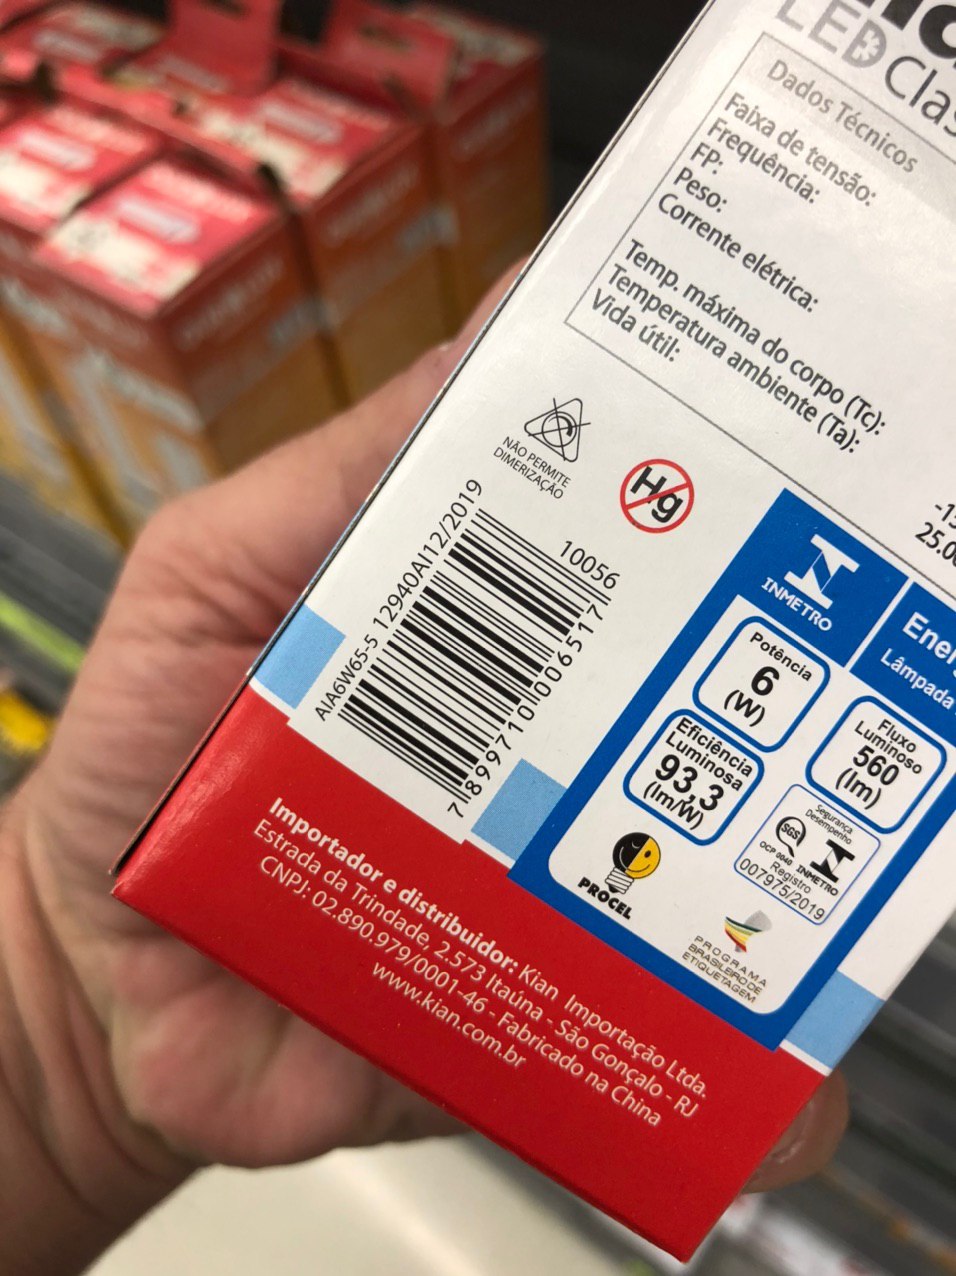 LED Clas
Dados Técnicos
Faixa de tensão:
Frequência:
FP:
Peso:
Corrente elétrica:
Temp. máxima do corpo (Tc):
Temperatura ambiente (Ta):
Vida útil:
NÃO PERMITE
DIMERIZAÇÃO
Hg
-15
25.00
AIA6W65-5 12940AI12/2019
10056
7 899710 006517
INMETRO
Ener
Lâmpada
Potência
6
(W)
Fluxo
Luminoso
560
(lm)
Eficiência
Luminosa
93,3
(lm/W)
Segurança
Desempenho
SGS
OCP 0040 INMETRO
Registro
007975/2019
PROCEL
PROGRAMA
BRASILEIRO DE
ETIQUETAGEM
Importador e distribuidor: Kian Importação Ltda.
Estrada da Trindade, 2.573 Itaúna - São Gonçalo - RJ
CNPJ: 02.890.979/0001-46 - Fabricado na China
www.kian.com.br